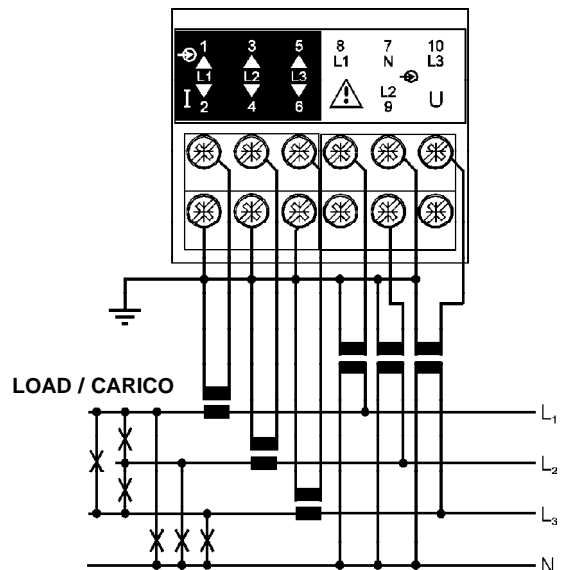 1 3 5 8 7 10
L1 N L3
L1 L2 L3
L2
I 2 4 6 9 U
LOAD / CARICO
L1
L2
L3
N